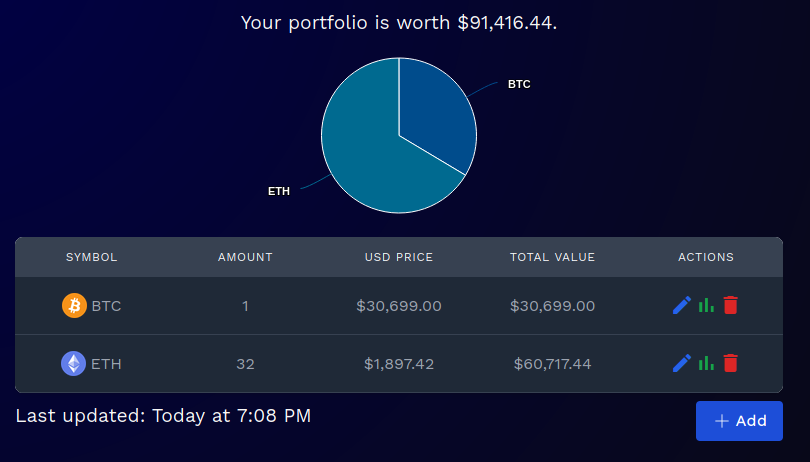 Your portfolio is worth $91,416.44.
BTC
ETH
SYMBOL AMOUNT USD PRICE TOTAL VALUE ACTIONS
BTC 1 $30,699.00 $30,699.00
ETH 32 $1,897.42 $60,717.44
Last updated: Today at 7:08 PM
+ Add